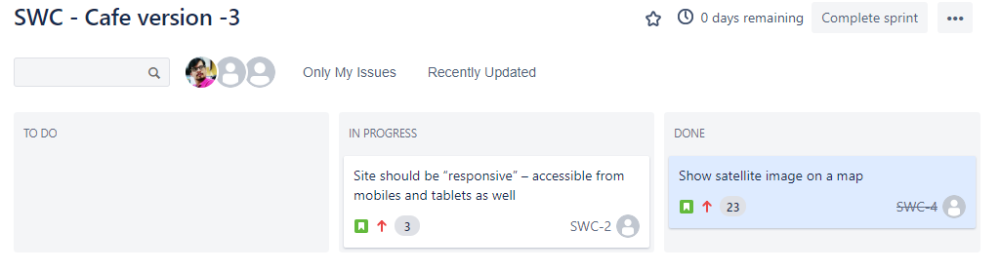 SWC - Cafe version -3
0 days remaining
Complete sprint
Only My Issues
Recently Updated
TO DO
IN PROGRESS
DONE
Site should be “responsive” – accessible from
mobiles and tablets as well
3
SWC-2
Show satellite image on a map
23
SWC-4